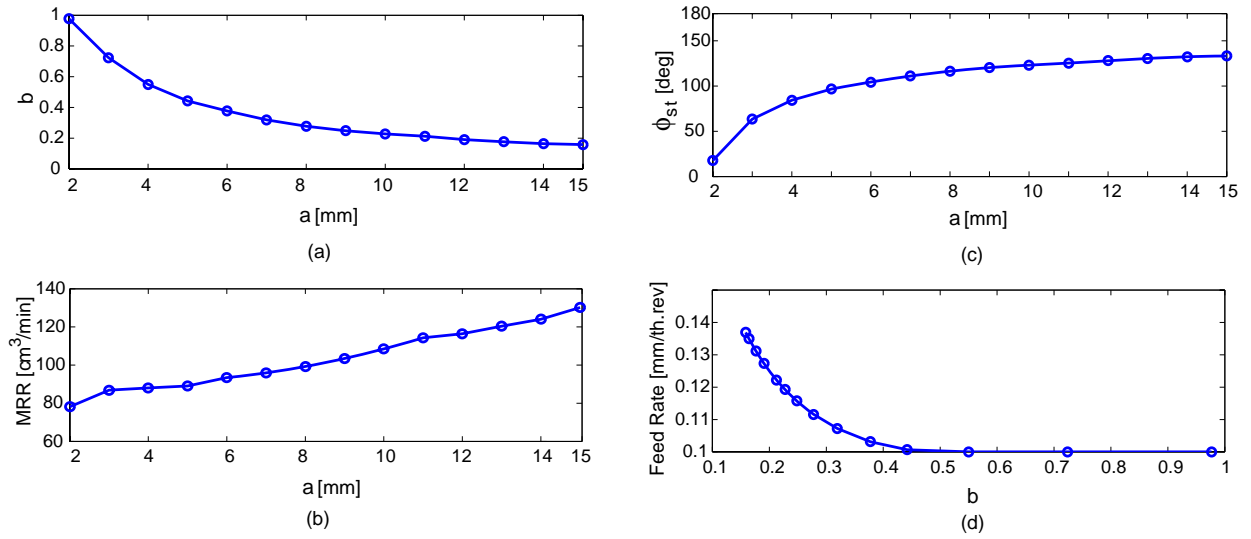 1
0.8
0.6
0.4
0.2
0
b
2 4 6 8 10 12 14 15
a [mm]
(a)
180
150
100
50
0
ϕst [deg]
2 4 6 8 10 12 14 15
a [mm]
(c)
140
120
100
80
60
MRR [cm³/min]
2 4 6 8 10 12 14 15
a [mm]
(b)
0.14
0.13
0.12
0.11
0.1
Feed Rate [mm/th.rev]
0.1 0.2 0.3 0.4 0.5 0.6 0.7 0.8 0.9 1
b
(d)